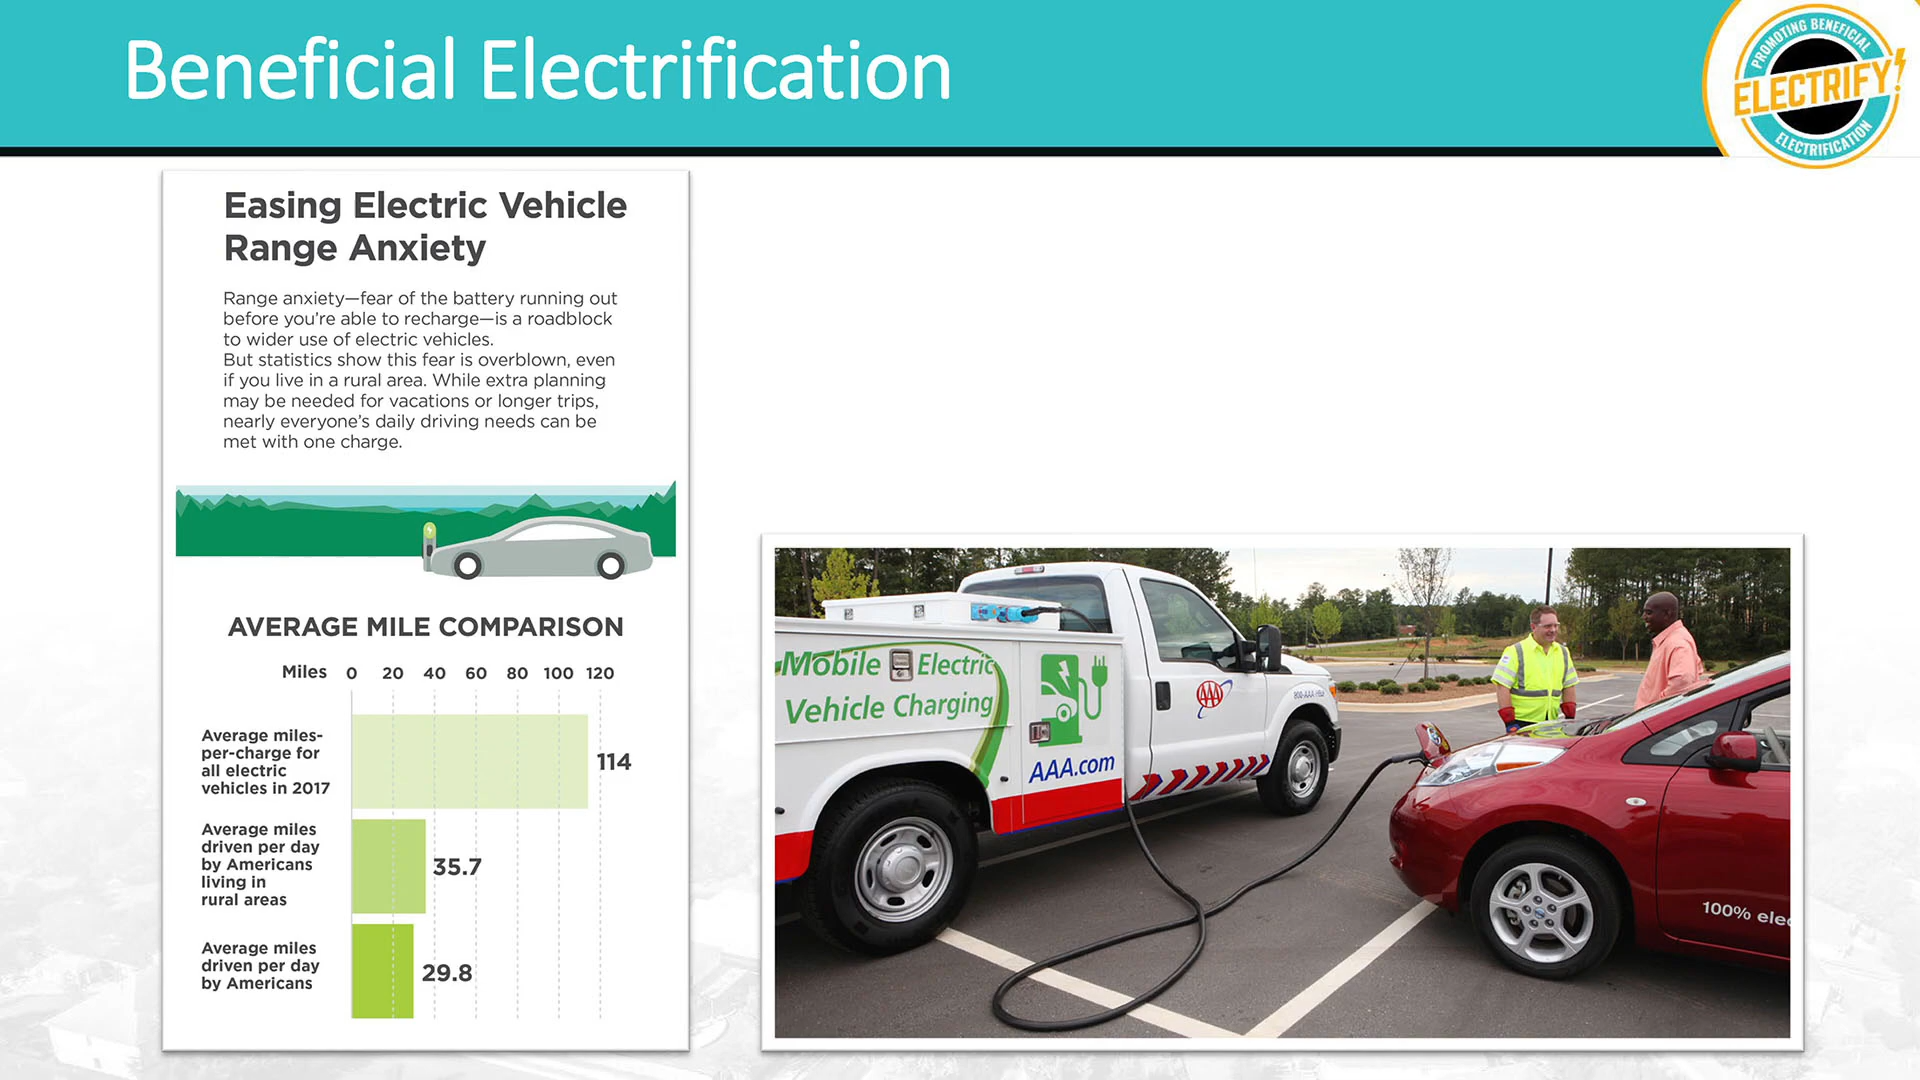 Beneficial Electrification
PROMOTING BENEFICIAL
ELECTRIFY!
ELECTRIFICATION
Easing Electric Vehicle
Range Anxiety
Range anxiety—fear of the battery running out
before you're able to recharge—is a roadblock
to wider use of electric vehicles.
But statistics show this fear is overblown, even
if you live in a rural area. While extra planning
may be needed for vacations or longer trips,
nearly everyone's daily driving needs can be
met with one charge.
AVERAGE MILE COMPARISON
Miles 0 20 40 60 80 100 120
Average miles-
per-charge for
all electric
vehicles in 2017
114
Average miles
driven per day
by Americans
living in
rural areas
35.7
Average miles
driven per day
by Americans
29.8
Mobile Electric
Vehicle Charging
AAA.com
AAA
100% elec